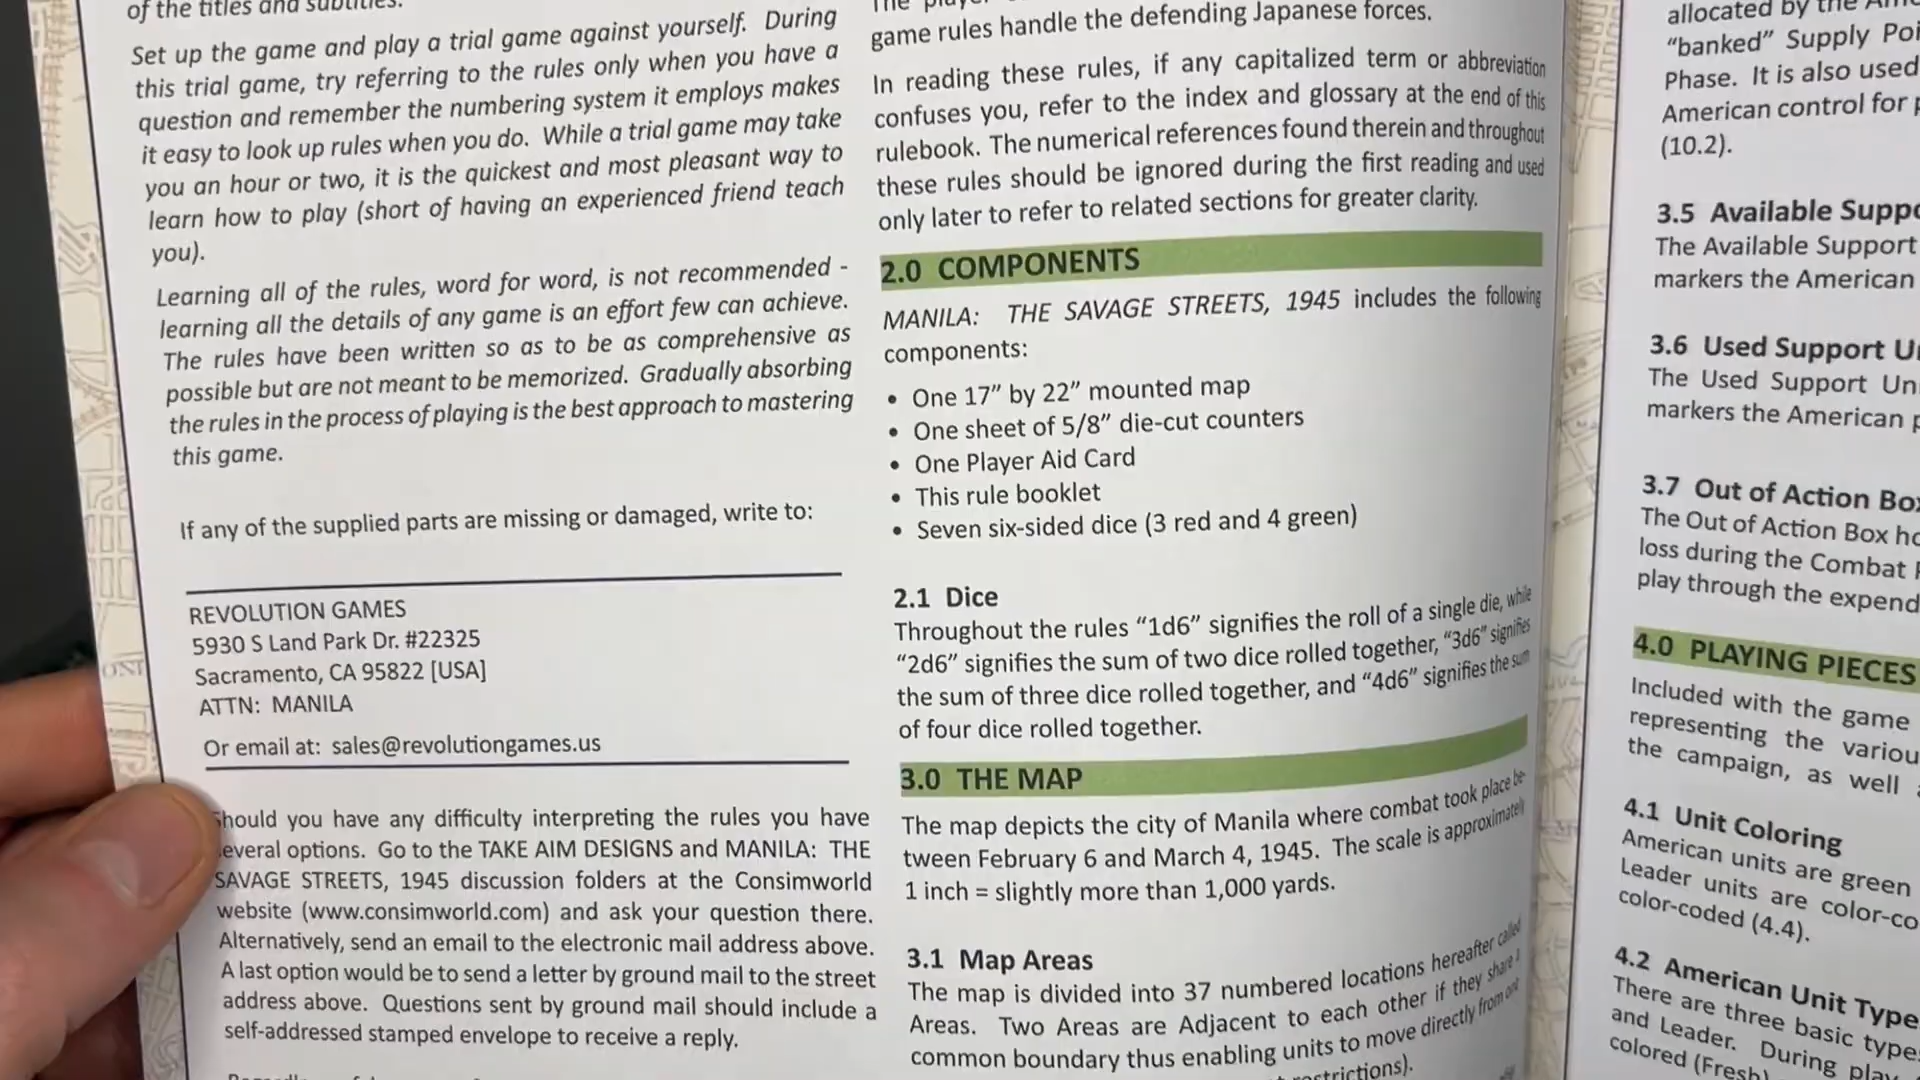 of the titles and subtitles.
Set up the game and play a trial game against yourself. During
this trial game, try referring to the rules only when you have a
question and remember the numbering system it employs makes
it easy to look up rules when you do. While a trial game may take
you an hour or two, it is the quickest and most pleasant way to
learn how to play (short of having an experienced friend teach
you).
Learning all of the rules, word for word, is not recommended -
learning all the details of any game is an effort few can achieve.
The rules have been written so as to be as comprehensive as
possible but are not meant to be memorized. Gradually absorbing
the rules in the process of playing is the best approach to mastering
this game.
If any of the supplied parts are missing or damaged, write to:
REVOLUTION GAMES
5930 S Land Park Dr. #22325
Sacramento, CA 95822 [USA]
ATTN: MANILA
Or email at: sales@revolutiongames.us
Should you have any difficulty interpreting the rules you have
several options. Go to the TAKE AIM DESIGNS and MANILA: THE
SAVAGE STREETS, 1945 discussion folders at the Consimworld
website (www.consimworld.com) and ask your question there.
Alternatively, send an email to the electronic mail address above.
A last option would be to send a letter by ground mail to the street
address above. Questions sent by ground mail should include a
self-addressed stamped envelope to receive a reply.
The player
game rules handle the defending Japanese forces.
In reading these rules, if any capitalized term or abbreviation
confuses you, refer to the index and glossary at the end of this
rulebook. The numerical references found therein and throughout
these rules should be ignored during the first reading and used
only later to refer to related sections for greater clarity.
2.0 COMPONENTS
MANILA: THE SAVAGE STREETS, 1945 includes the following
components:
• One 17” by 22” mounted map
• One sheet of 5/8” die-cut counters
• One Player Aid Card
• This rule booklet
• Seven six-sided dice (3 red and 4 green)
2.1 Dice
Throughout the rules “1d6” signifies the roll of a single die, while
“2d6” signifies the sum of two dice rolled together, “3d6” signifies
the sum of three dice rolled together, and “4d6” signifies the sum
of four dice rolled together.
3.0 THE MAP
The map depicts the city of Manila where combat took place be-
tween February 6 and March 4, 1945. The scale is approximately
1 inch = slightly more than 1,000 yards.
3.1 Map Areas
The map is divided into 37 numbered locations hereafter called
Areas. Two Areas are Adjacent to each other if they share a
common boundary thus enabling units to move directly from one
allocated by the
“banked” Supply
Phase. It is also used
American control for
(10.2).
3.5 Available
The Available Support
markers the American
3.6 Used Support
The Used Support
markers the American
3.7 Out of Action
The Out of Action Box
loss during the Combat
play through the
4.0 PLAYING PIECES
Included with the game
representing the
the campaign, as well
4.1 Unit Coloring
American units are green
Leader units are
color-coded (4.4).
4.2 American Unit
There are three basic
and Leader. During
colored (Fresh)